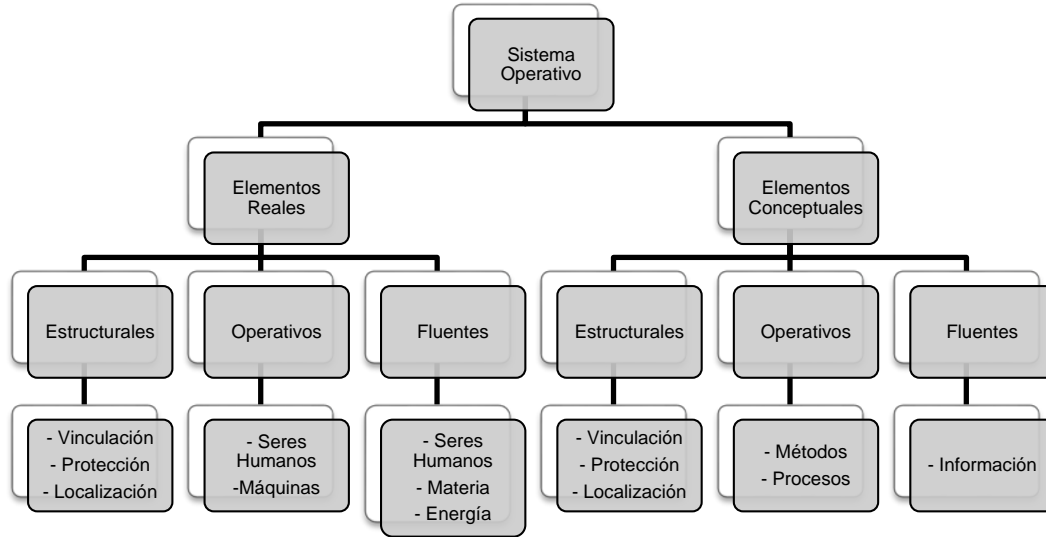 Sistema
Operativo
Elementos
Reales
Elementos
Conceptuales
Estructurales
Operativos
Fluentes
Estructurales
Operativos
Fluentes
- Vinculación
- Protección
- Localización
- Seres
Humanos
-Máquinas
- Seres
Humanos
- Materia
- Energía
- Vinculación
- Protección
- Localización
- Métodos
- Procesos
- Información